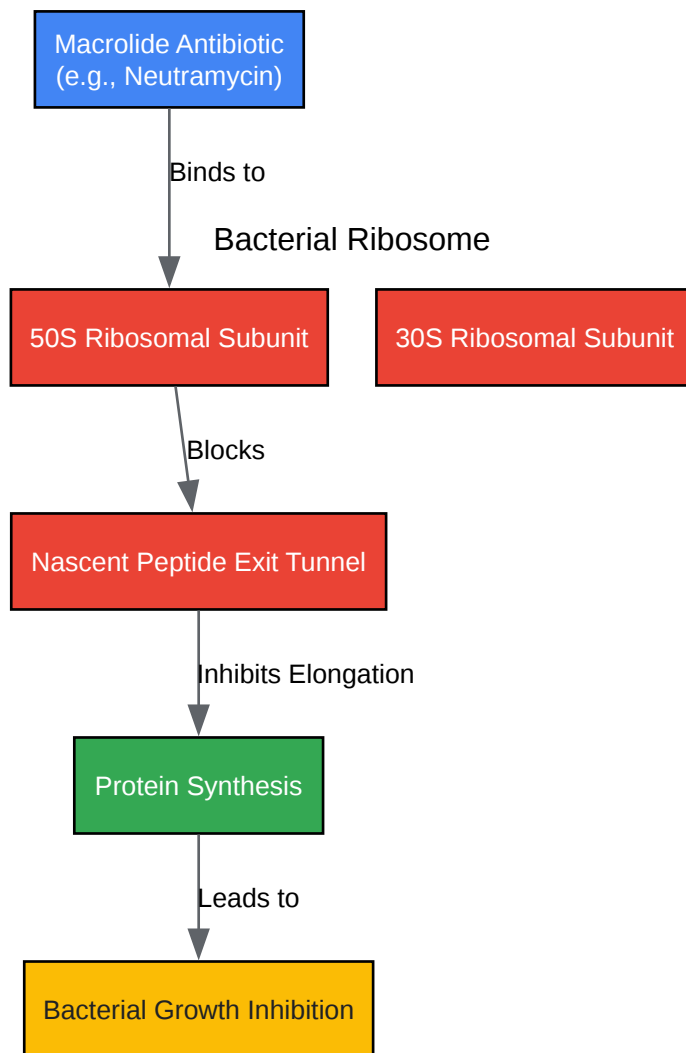 Macrolide Antibiotic
(e.g., Neutramycin)
Binds to
Bacterial Ribosome
50S Ribosomal Subunit
30S Ribosomal Subunit
Blocks
Nascent Peptide Exit Tunnel
Inhibits Elongation
Protein Synthesis
Leads to
Bacterial Growth Inhibition